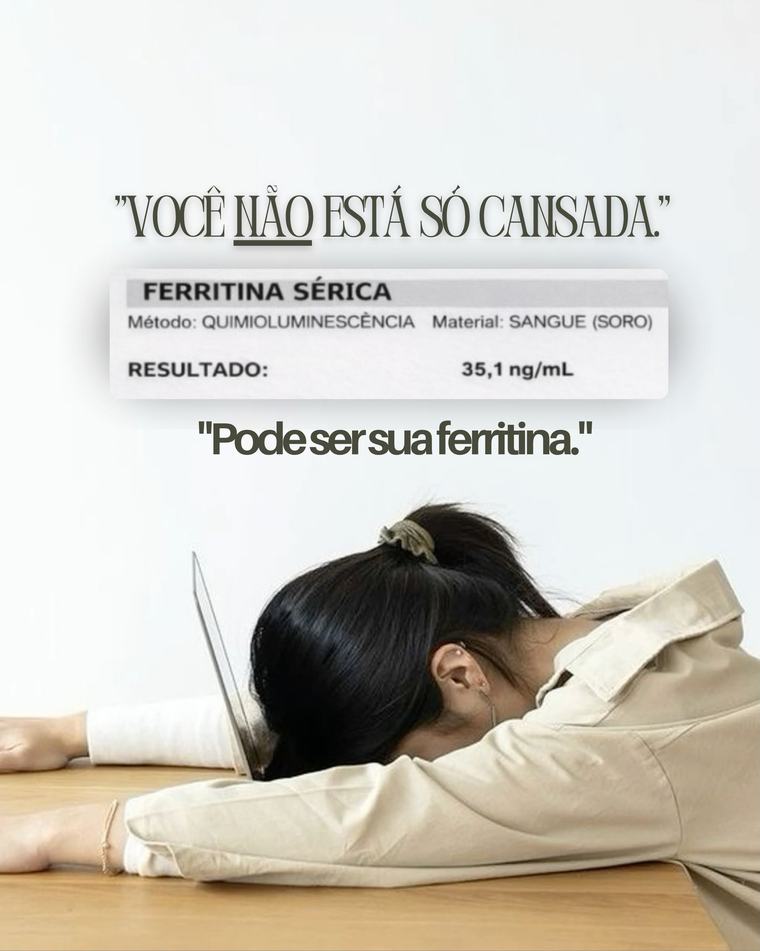 "VOCÊ NÃO ESTÁ SÓ CANSADA."
FERRITINA SÉRICA
Método: QUIMIOLUMINESCÊNCIA Material: SANGUE (SORO)
RESULTADO: 35,1 ng/mL
"Pode ser sua ferritina."